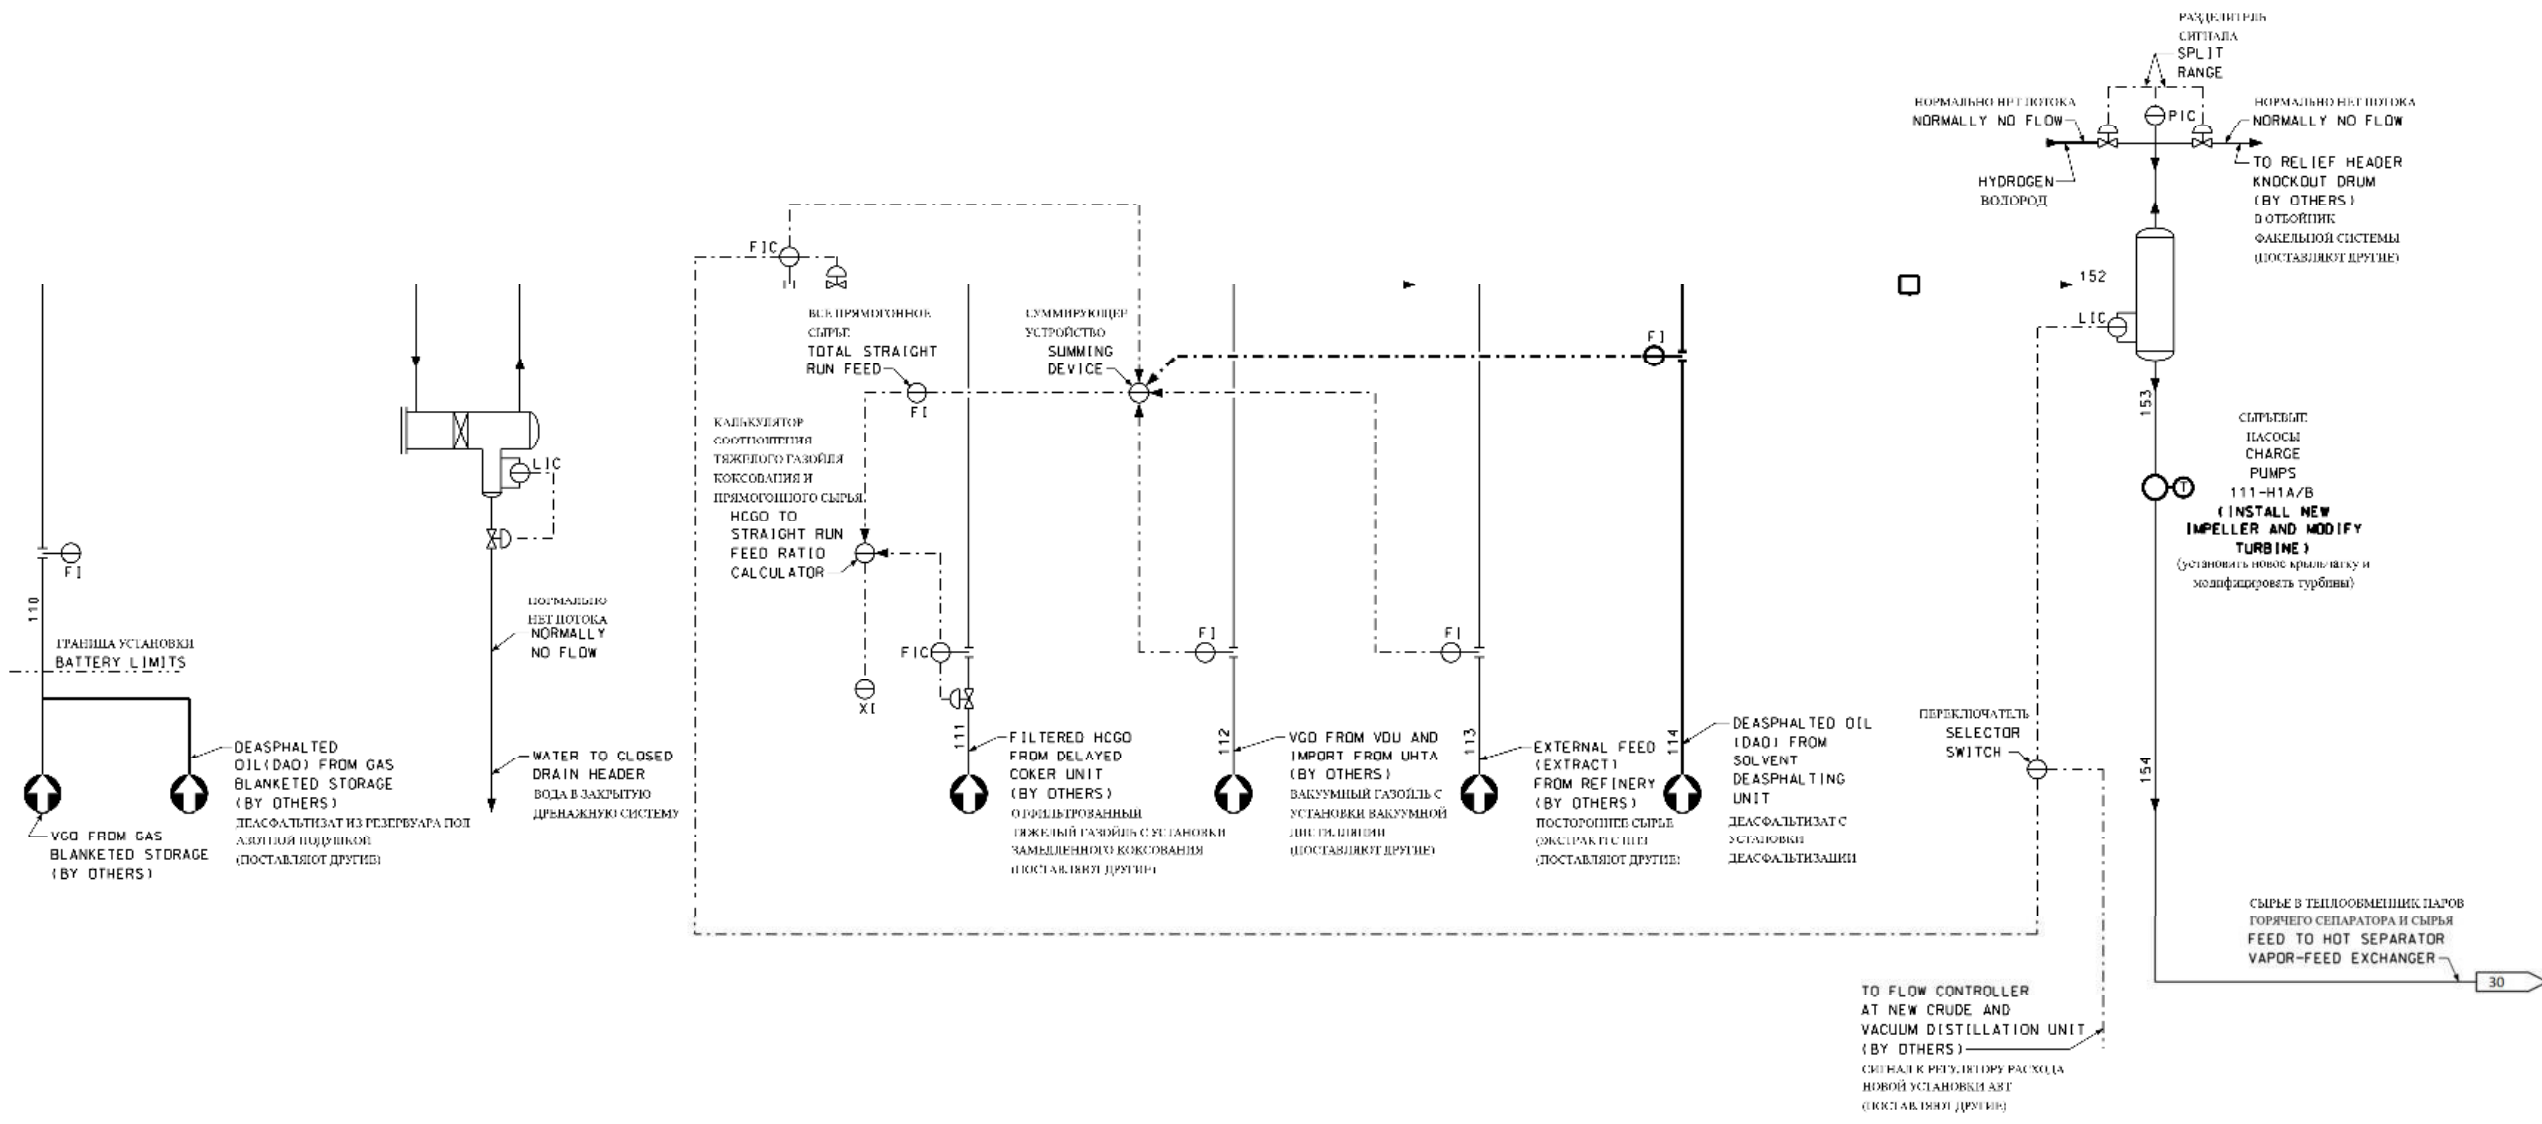 РАЗДЕЛИТЕЛЬ
СИГНАЛА
SPLIT
RANGE
НОРМАЛЬНО НЕТ ПОТОКА
NORMALLY NO FLOW
PIC
НОРМАЛЬНО НЕТ ПОТОКА
NORMALLY NO FLOW
HYDROGEN
ВОДОРОД
TO RELIEF HEADER
KNOCKOUT DRUM
(BY OTHERS)
В ОТБОЙНИК
ФАКЕЛЬНОЙ СИСТЕМЫ
(ПОСТАВЛЯЮТ ДРУГИЕ)
152
LIC
153
FIC
ВСЕ ПРЯМОГОННОЕ
СЫРЬЕ
TOTAL STRAIGHT
RUN FEED
FI
СУММИРУЮЩЕЕ
УСТРОЙСТВО
SUMMING
DEVICE
FI
КАЛЬКУЛЯТОР
СООТНОШЕНИЯ
ТЯЖЕЛОГО ГАЗОЙЛЯ
КОКСОВАНИЯ И
ПРЯМОГОННОГО СЫРЬЯ
HCGO TO
STRAIGHT RUN
FEED RATIO
CALCULATOR
XI
СЫРЬЕВЫЕ
НАСОСЫ
CHARGE
PUMPS
111-H1A/B
(INSTALL NEW
IMPELLER AND MODIFY
TURBINE)
(установить новое крыльчатку и
модифицировать турбины)
T
LIC
FI
110
ГРАНИЦА УСТАНОВКИ
BATTERY LIMITS
НОРМАЛЬНО
НЕТ ПОТОКА
NORMALLY
NO FLOW
FIC
FI
FI
111
112
113
114
154
DEASPHALTED
OIL(DAO) FROM GAS
BLANKETED STORAGE
(BY OTHERS)
ДЕАСФАЛЬТИЗАТ ИЗ РЕЗЕРВУАРА ПОД
АЗОТНОЙ ПОДУШКОЙ
(ПОСТАВЛЯЮТ ДРУГИЕ)
VGO FROM GAS
BLANKETED STORAGE
(BY OTHERS)
WATER TO CLOSED
DRAIN HEADER
ВОДА В ЗАКРЫТУЮ
ДРЕНАЖНУЮ СИСТЕМУ
FILTERED HCGO
FROM DELAYED
COKER UNIT
(BY OTHERS)
ОТФИЛЬТРОВАННЫЙ
ТЯЖЕЛЫЙ ГАЗОЙЛЬ С УСТАНОВКИ
ЗАМЕДЛЕННОГО КОКСОВАНИЯ
(ПОСТАВЛЯЮТ ДРУГИЕ)
VGO FROM VDU AND
IMPORT FROM UHTA
(BY OTHERS)
ВАКУУМНЫЙ ГАЗОЙЛЬ С
УСТАНОВКИ ВАКУУМНОЙ
ДИСТИЛЛЯЦИИ
(ПОСТАВЛЯЮТ ДРУГИЕ)
EXTERNAL FEED
(EXTRACT)
FROM REFINERY
(BY OTHERS)
ПОСТОРОННЕЕ СЫРЬЕ
(ЭКСТРАКТ С НПЗ
(ПОСТАВЛЯЮТ ДРУГИЕ)
DEASPHALTED OIL
(DAO) FROM
SOLVENT
DEASPHALTING
UNIT
ДЕАСФАЛЬТИЗАТ С
УСТАНОВКИ
ДЕАСФАЛЬТИЗАЦИИ
ПЕРЕКЛЮЧАТЕЛЬ
SELECTOR
SWITCH
СЫРЬЕ В ТЕПЛООБМЕННИК ПАРОВ
ГОРЯЧЕГО СЕПАРАТОРА И СЫРЬЯ
FEED TO HOT SEPARATOR
VAPOR-FEED EXCHANGER
30
TO FLOW CONTROLLER
AT NEW CRUDE AND
VACUUM DISTILLATION UNIT
(BY OTHERS)
СИГНАЛ К РЕГУЛЯТОРУ РАСХОДА
НОВОЙ УСТАНОВКИ АВТ
(ПОСТАВЛЯЮТ ДРУГИЕ)